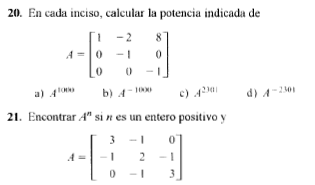 20. En cada inciso, calcular la potencia indicada de
A = [1 -2 8
0 -1 0
0 0 -1]
a) A^1000 b) A^-1000 c) A^2301 d) A^-2301
21. Encontrar A^n si n es un entero positivo y
A = [3 -1 0
-1 2 -1
0 -1 3]